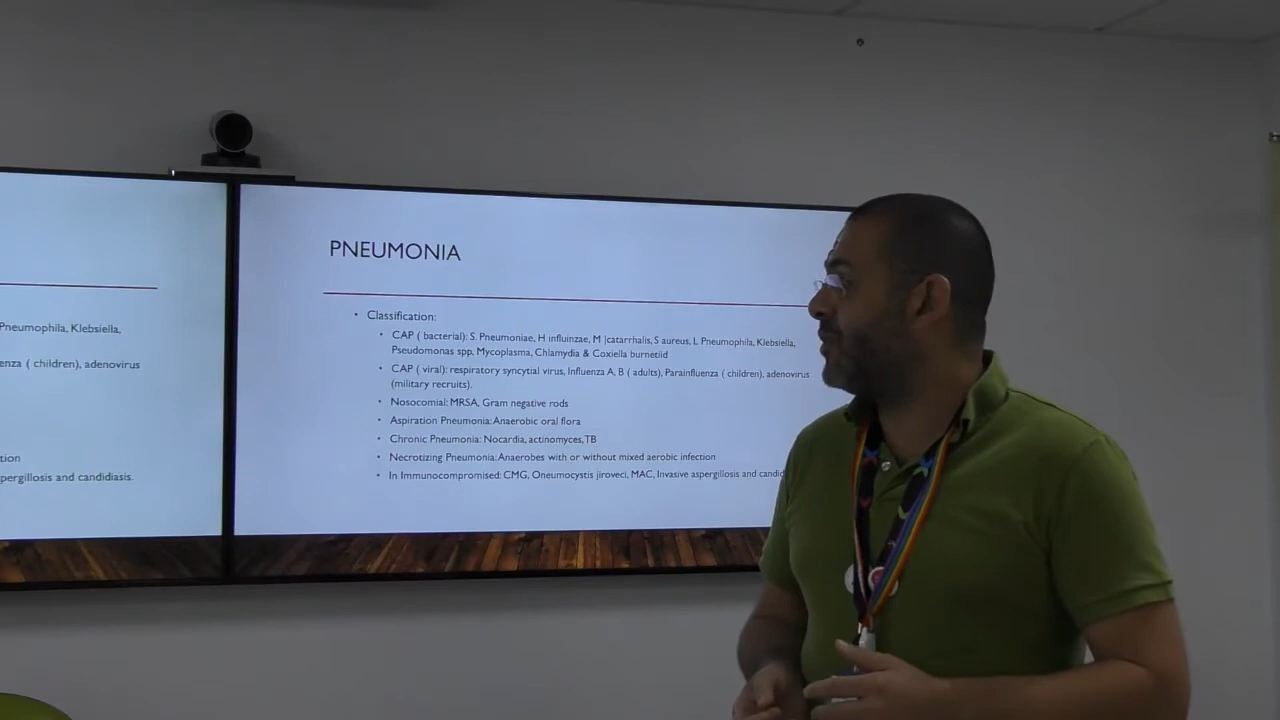 Pneumophila, Klebsiella,
enza ( children), adenovirus
tion
pergillosis and candidiasis.
PNEUMONIA
• Classification:
• CAP ( bacterial): S. Pneumoniae, H influinzae, M |catarrhalis, S aureus, L Pneumophila, Klebsiella,
Pseudomonas spp, Mycoplasma, Chlamydia & Coxiella burnetiid
• CAP ( viral): respiratory syncytial virus, Influenza A, B ( adults), Parainfluenza ( children), adenovirus
(military recruits).
• Nosocomial: MRSA, Gram negative rods
• Aspiration Pneumonia: Anaerobic oral flora
• Chronic Pneumonia: Nocardia, actinomyces, TB
• Necrotizing Pneumonia: Anaerobes with or without mixed aerobic infection
• In Immunocompromised: CMG, Oneumocystis jiroveci, MAC, Invasive aspergillosis and candid